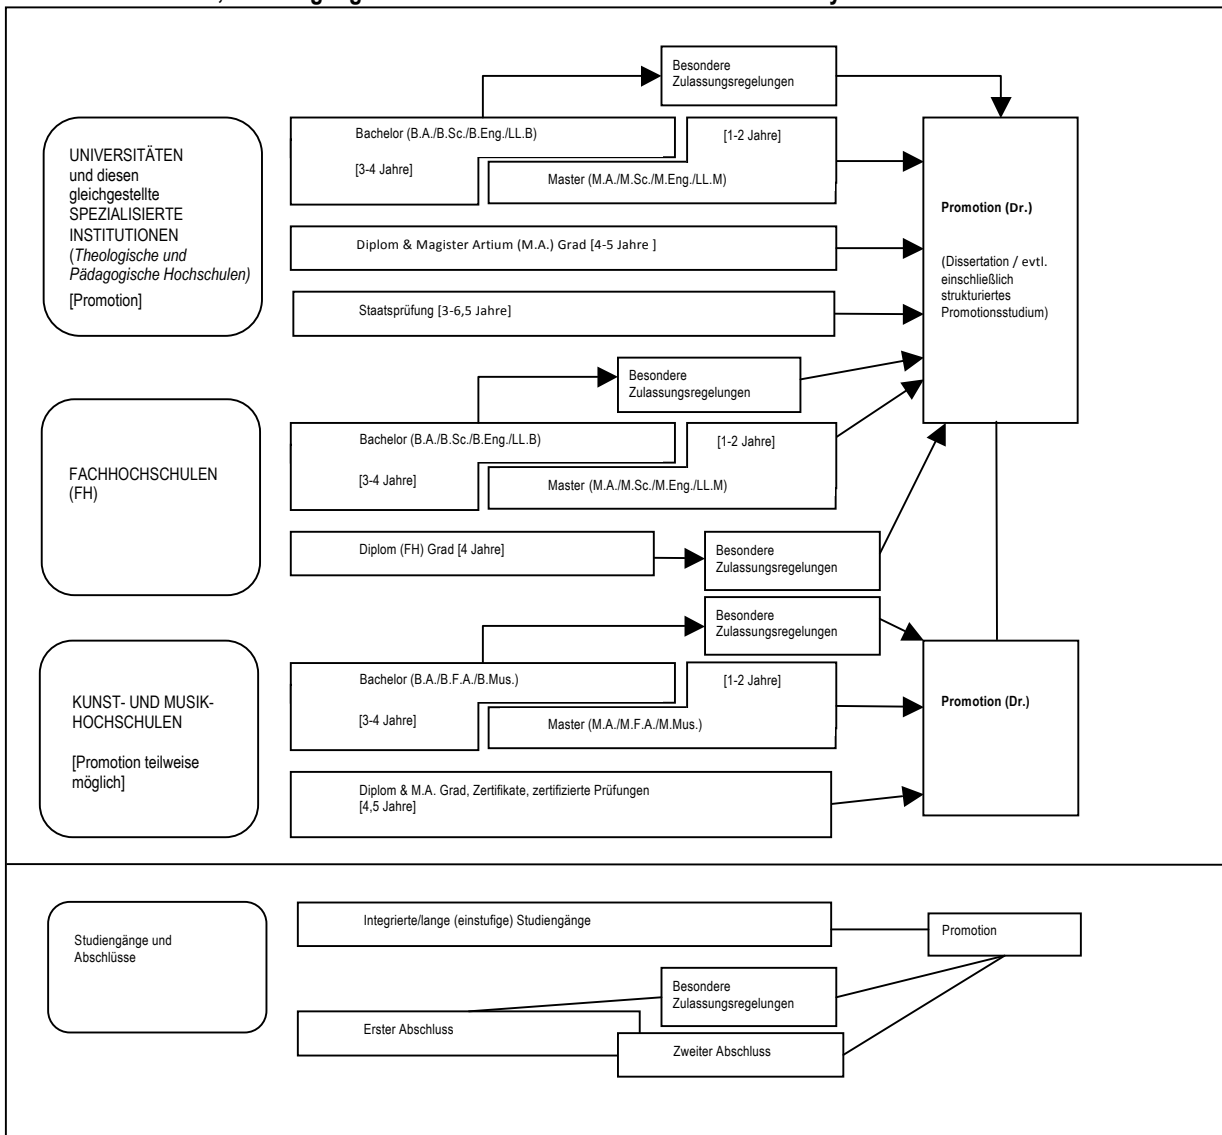 Besondere
Zulassungsregelungen
UNIVERSITÄTEN
und diesen
gleichgestellte
SPEZIALISIERTE
INSTITUTIONEN
(Theologische und
Pädagogische Hochschulen)
[Promotion]
Bachelor (B.A./B.Sc./B.Eng./LL.B)
[3-4 Jahre]
[1-2 Jahre]
Master (M.A./M.Sc./M.Eng./LL.M)
Diplom & Magister Artium (M.A.) Grad [4-5 Jahre ]
Staatsprüfung [3-6,5 Jahre]
Promotion (Dr.)
(Dissertation / evtl.
einschließlich
strukturiertes
Promotionsstudium)
FACHHOCHSCHULEN
(FH)
Besondere
Zulassungsregelungen
Bachelor (B.A./B.Sc./B.Eng./LL.B)
[3-4 Jahre]
[1-2 Jahre]
Master (M.A./M.Sc./M.Eng./LL.M)
Diplom (FH) Grad [4 Jahre]
Besondere
Zulassungsregelungen
KUNST- UND MUSIK-
HOCHSCHULEN
[Promotion teilweise
möglich]
Besondere
Zulassungsregelungen
Bachelor (B.A./B.F.A./B.Mus.)
[3-4 Jahre]
[1-2 Jahre]
Master (M.A./M.F.A./M.Mus.)
Diplom & M.A. Grad, Zertifikate, zertifizierte Prüfungen
[4,5 Jahre]
Promotion (Dr.)
Studiengänge und
Abschlüsse
Integrierte/lange (einstufige) Studiengänge
Promotion
Besondere
Zulassungsregelungen
Erster Abschluss
Zweiter Abschluss